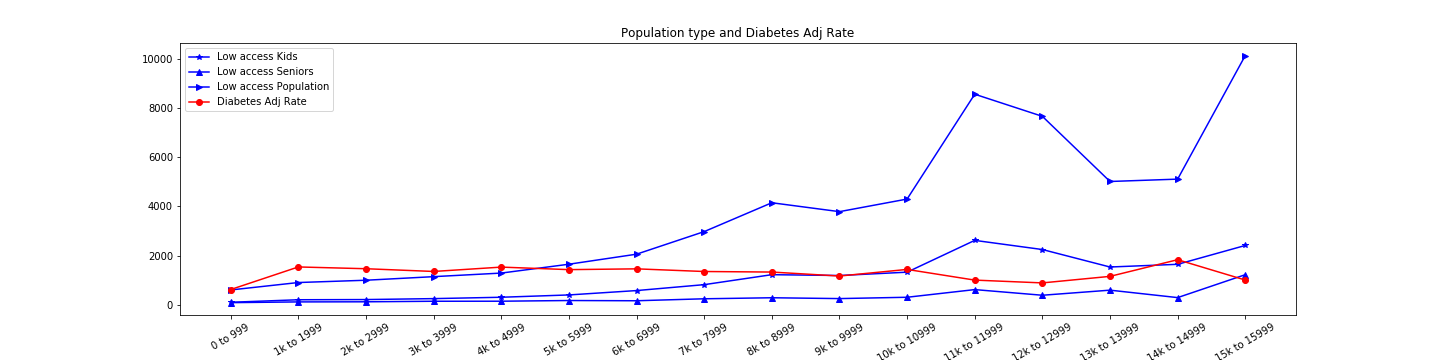 Population type and Diabetes Adj Rate
Low access Kids
Low access Seniors
Low access Population
Diabetes Adj Rate
10000
8000
6000
4000
2000
0
0 to 999
1k to 1999
2k to 2999
3k to 3999
4k to 4999
5k to 5999
6k to 6999
7k to 7999
8k to 8999
9k to 9999
10k to 10999
11k to 11999
12k to 12999
13k to 13999
14k to 14999
15k to 15999